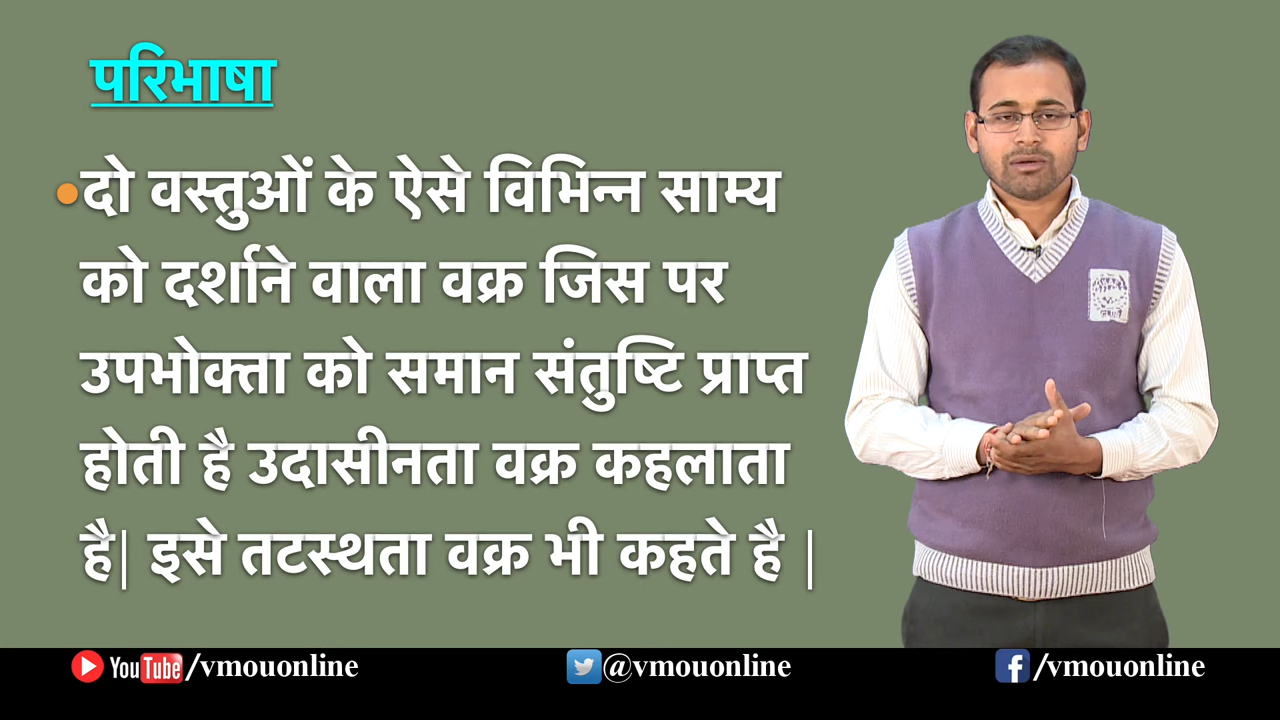 परिभाषा
•दो वस्तुओं के ऐसे विभिन्न साम्य
को दर्शाने वाला वक्र जिस पर
उपभोक्ता को समान संतुष्टि प्राप्त
होती है उदासीनता वक्र कहलाता
है| इसे तटस्थता वक्र भी कहते है |
YouTube /vmouonline @vmouonline /vmouonline